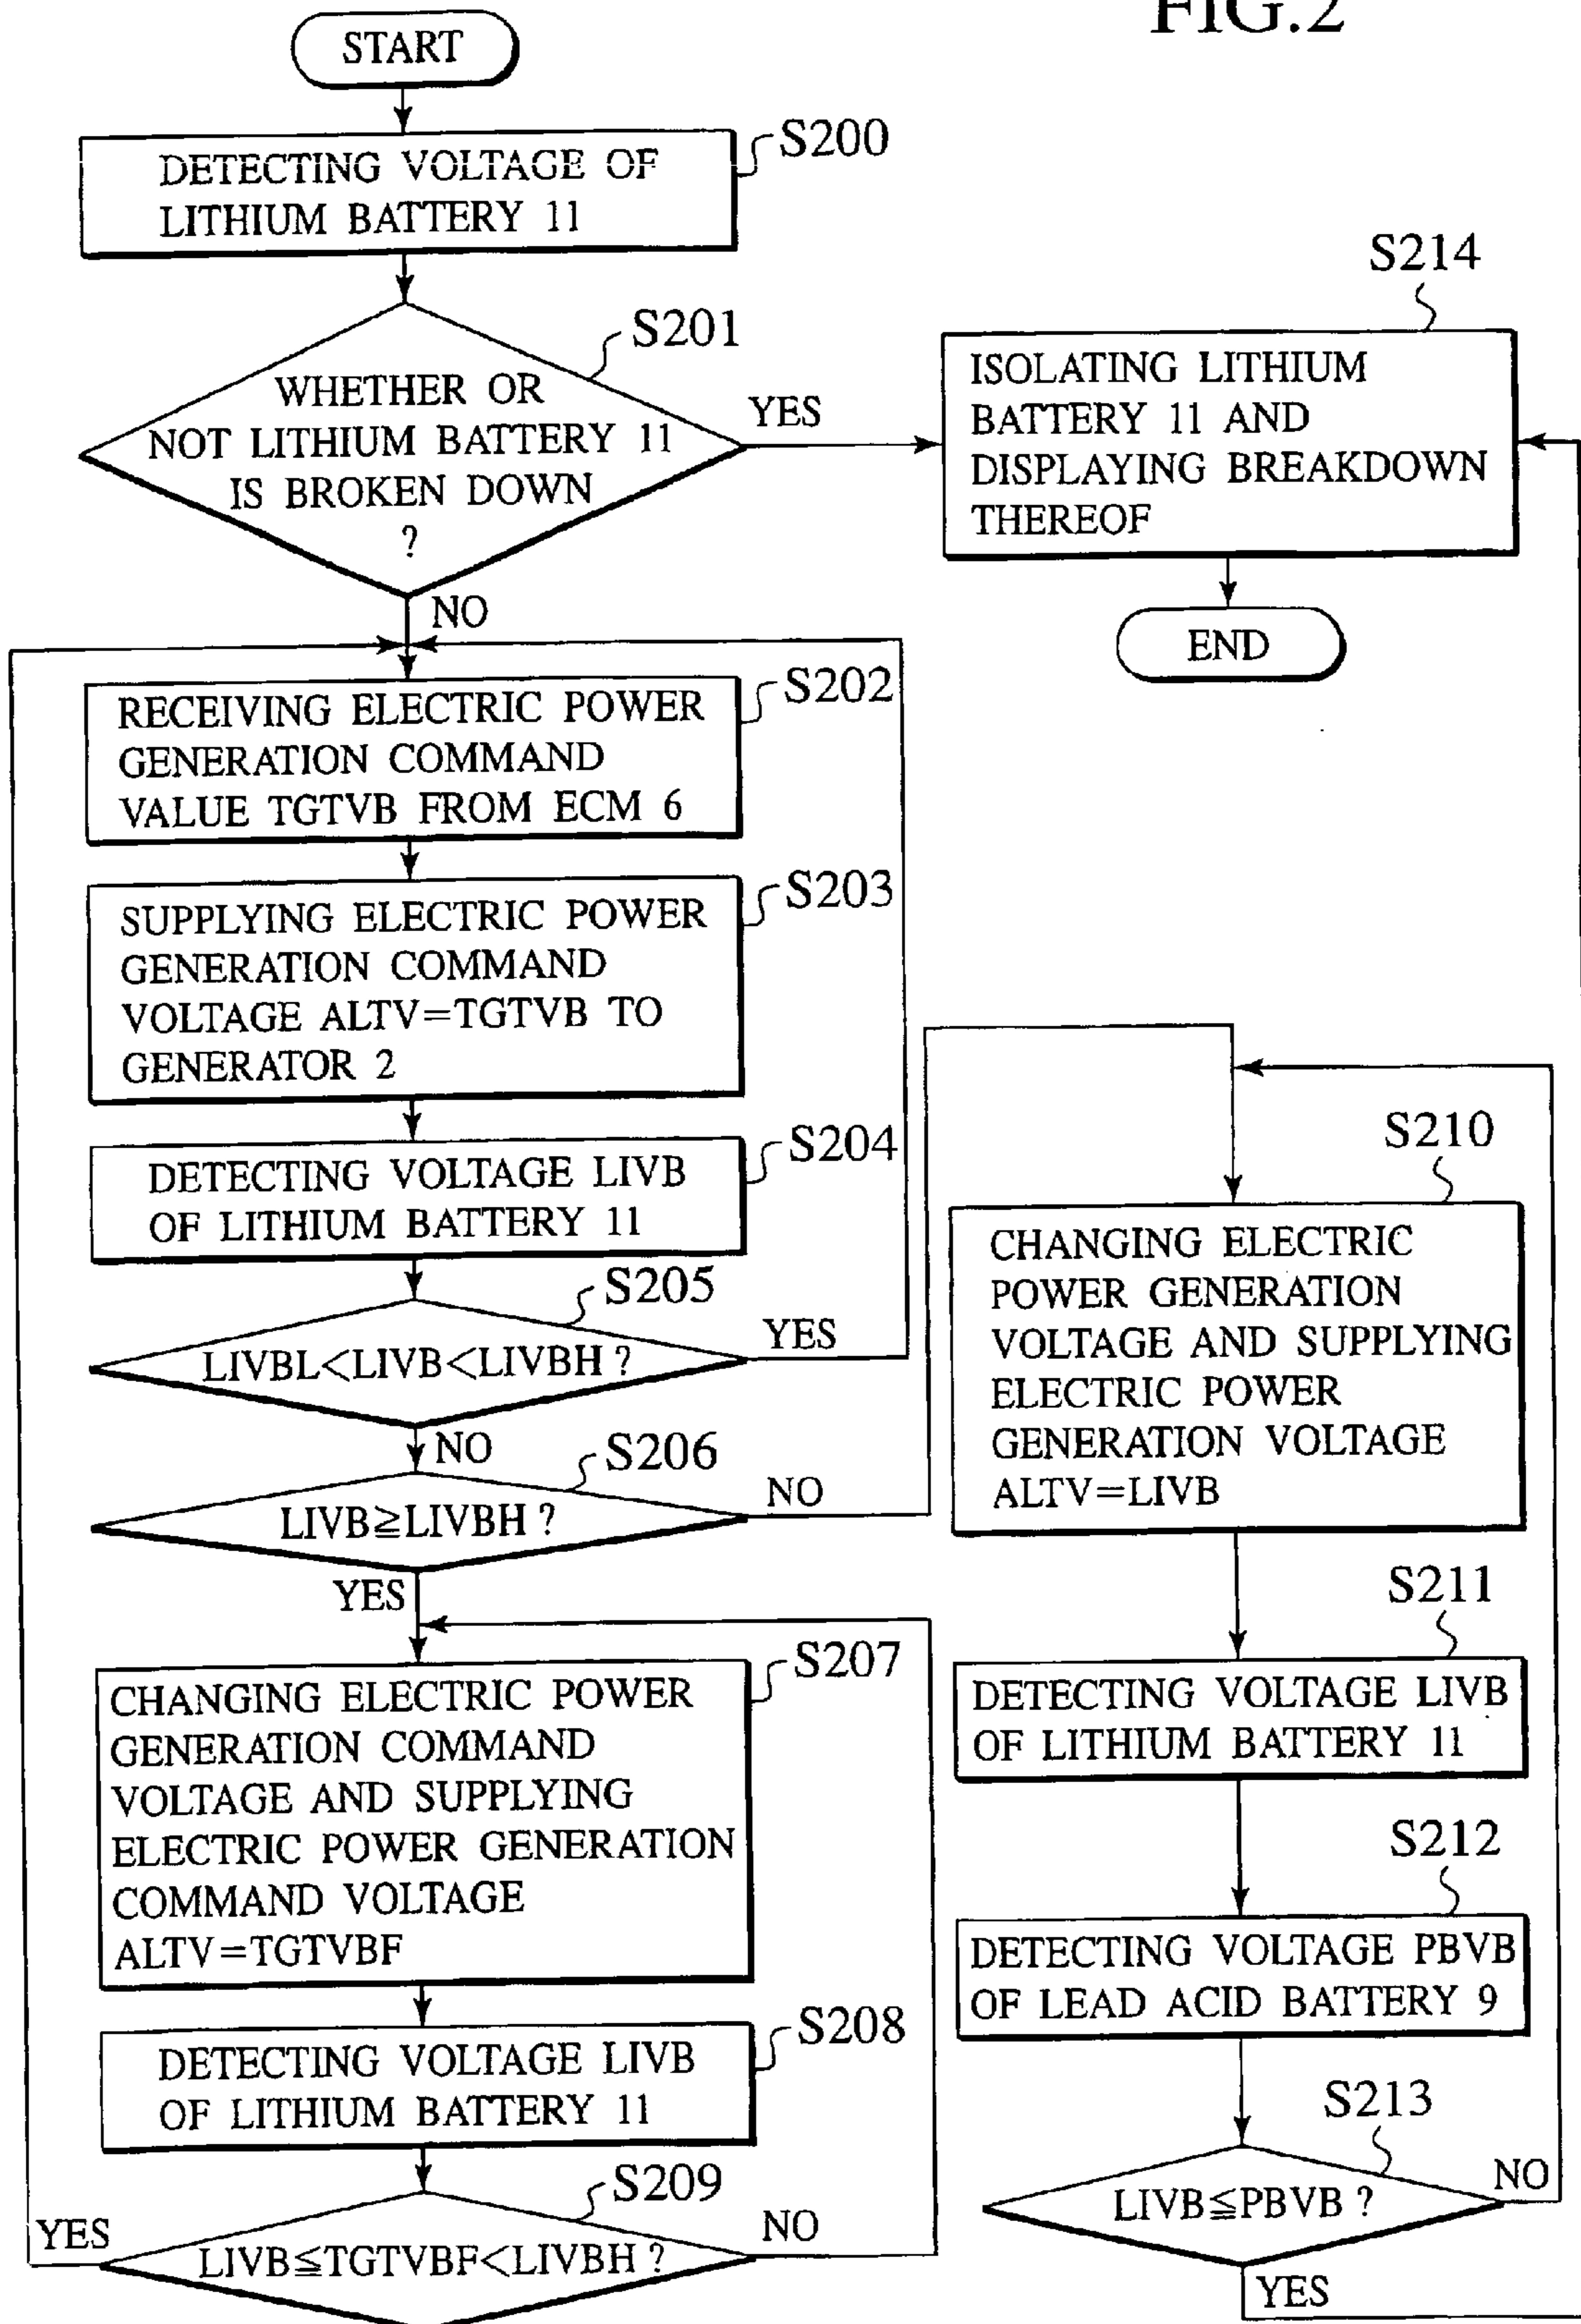 FIG.2
START
DETECTING VOLTAGE OF
LITHIUM BATTERY 11
S200
WHETHER OR
NOT LITHIUM BATTERY 11
IS BROKEN DOWN
?
S201
YES
NO
S214
ISOLATING LITHIUM
BATTERY 11 AND
DISPLAYING BREAKDOWN
THEREOF
END
RECEIVING ELECTRIC POWER
GENERATION COMMAND
VALUE TGTVB FROM ECM 6
S202
SUPPLYING ELECTRIC POWER
GENERATION COMMAND
VOLTAGE ALTV=TGTVB TO
GENERATOR 2
S203
DETECTING VOLTAGE LIVB
OF LITHIUM BATTERY 11
S204
S205
LIVBL<LIVB<LIVBH ?
YES
NO
S206
LIVB≧LIVBH ?
NO
YES
CHANGING ELECTRIC POWER
GENERATION COMMAND
VOLTAGE AND SUPPLYING
ELECTRIC POWER GENERATION
COMMAND VOLTAGE
ALTV=TGTVBF
S207
DETECTING VOLTAGE LIVB
OF LITHIUM BATTERY 11
S208
S209
LIVB≦TGTVBF<LIVBH ?
YES
NO
S210
CHANGING ELECTRIC
POWER GENERATION
VOLTAGE AND SUPPLYING
ELECTRIC POWER
GENERATION VOLTAGE
ALTV=LIVB
S211
DETECTING VOLTAGE LIVB
OF LITHIUM BATTERY 11
S212
DETECTING VOLTAGE PBVB
OF LEAD ACID BATTERY 9
S213
LIVB≦PBVB ?
NO
YES